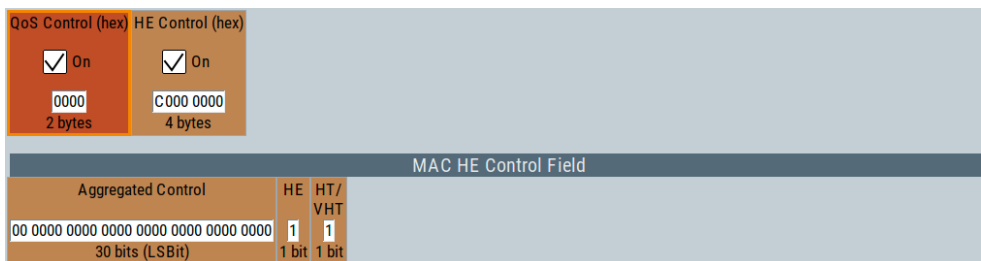 QoS Control (hex) HE Control (hex)
On On
0000 C000 0000
2 bytes 4 bytes
MAC HE Control Field
Aggregated Control HE HT/
VHT
00 0000 0000 0000 0000 0000 0000 0000 1 1
30 bits (LSBit) 1 bit 1 bit